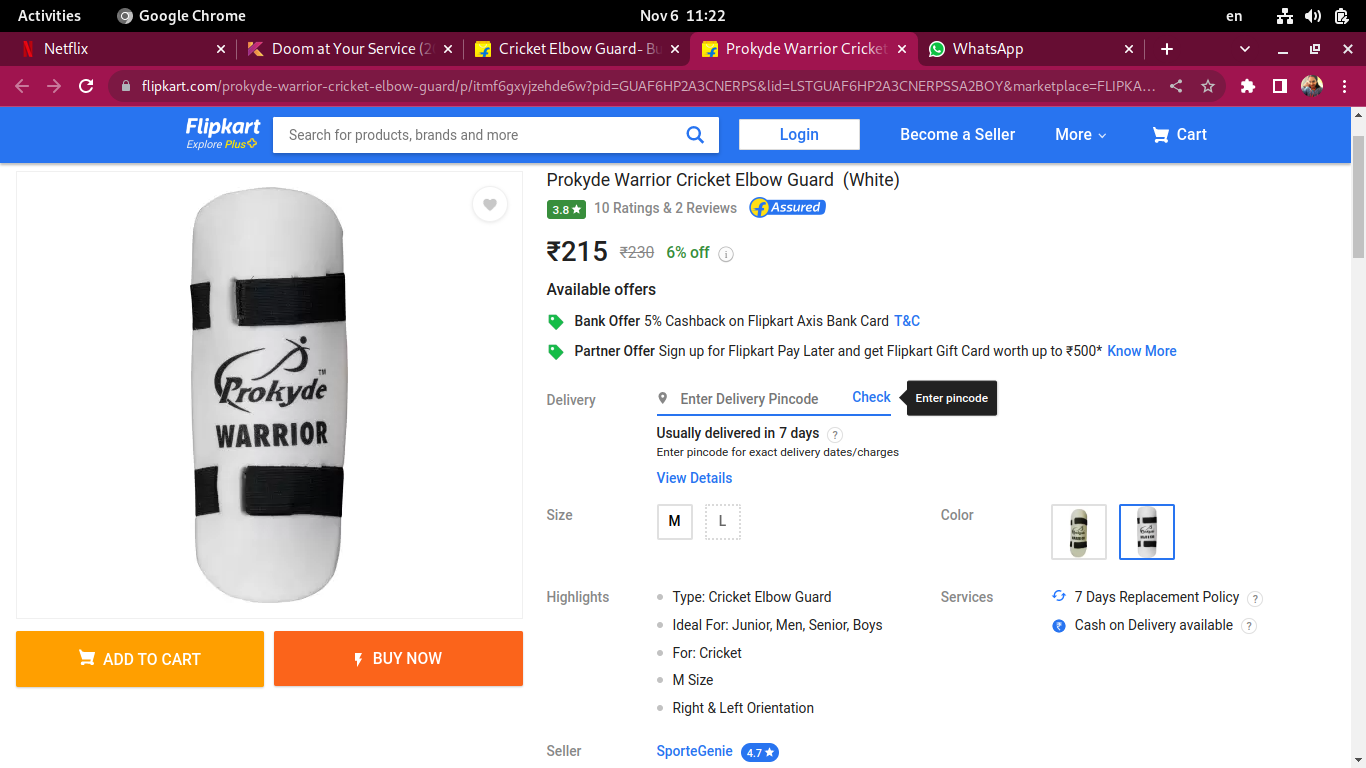 Activities
Google Chrome
Nov 6 11:22
en
Netflix
Doom at Your Service (2
Cricket Elbow Guard- Bu
Prokyde Warrior Cricket
WhatsApp
flipkart.com/prokyde-warrior-cricket-elbow-guard/p/itmf6gxyjzehde6w?pid=GUAF6HP2A3CNERPS&lid=LSTGUAF6HP2A3CNERPSSA2BOY&marketplace=FLIPKA...
Flipkart
Explore Plus
Search for products, brands and more
Login
Become a Seller
More
Cart
Prokyde
TM
WARRIOR
ADD TO CART
BUY NOW
Prokyde Warrior Cricket Elbow Guard (White)
3.8 ★ 10 Ratings & 2 Reviews Assured
₹215 ₹230 6% off
Available offers
Bank Offer 5% Cashback on Flipkart Axis Bank Card T&C
Partner Offer Sign up for Flipkart Pay Later and get Flipkart Gift Card worth up to ₹500* Know More
Delivery
Enter Delivery Pincode
Check
Enter pincode
Usually delivered in 7 days ?
Enter pincode for exact delivery dates/charges
View Details
Size
M
L
Color
Highlights
Type: Cricket Elbow Guard
Ideal For: Junior, Men, Senior, Boys
For: Cricket
M Size
Right & Left Orientation
Services
7 Days Replacement Policy ?
₹ Cash on Delivery available ?
Seller
SporteGenie 4.7 ★